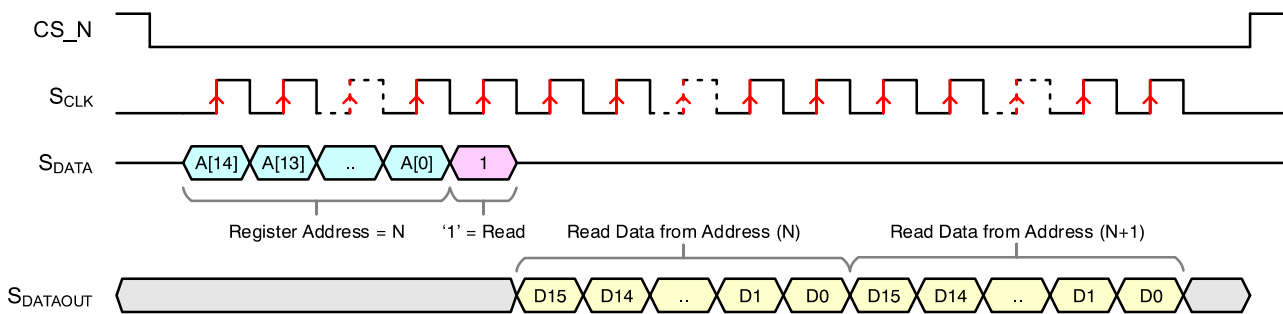 CS_N
SCLK
SDATA A[14] A[13] .. A[0] 1
Register Address = N ‘1’ = Read Read Data from Address (N) Read Data from Address (N+1)
SDATAOUT D15 D14 .. D1 D0 D15 D14 .. D1 D0